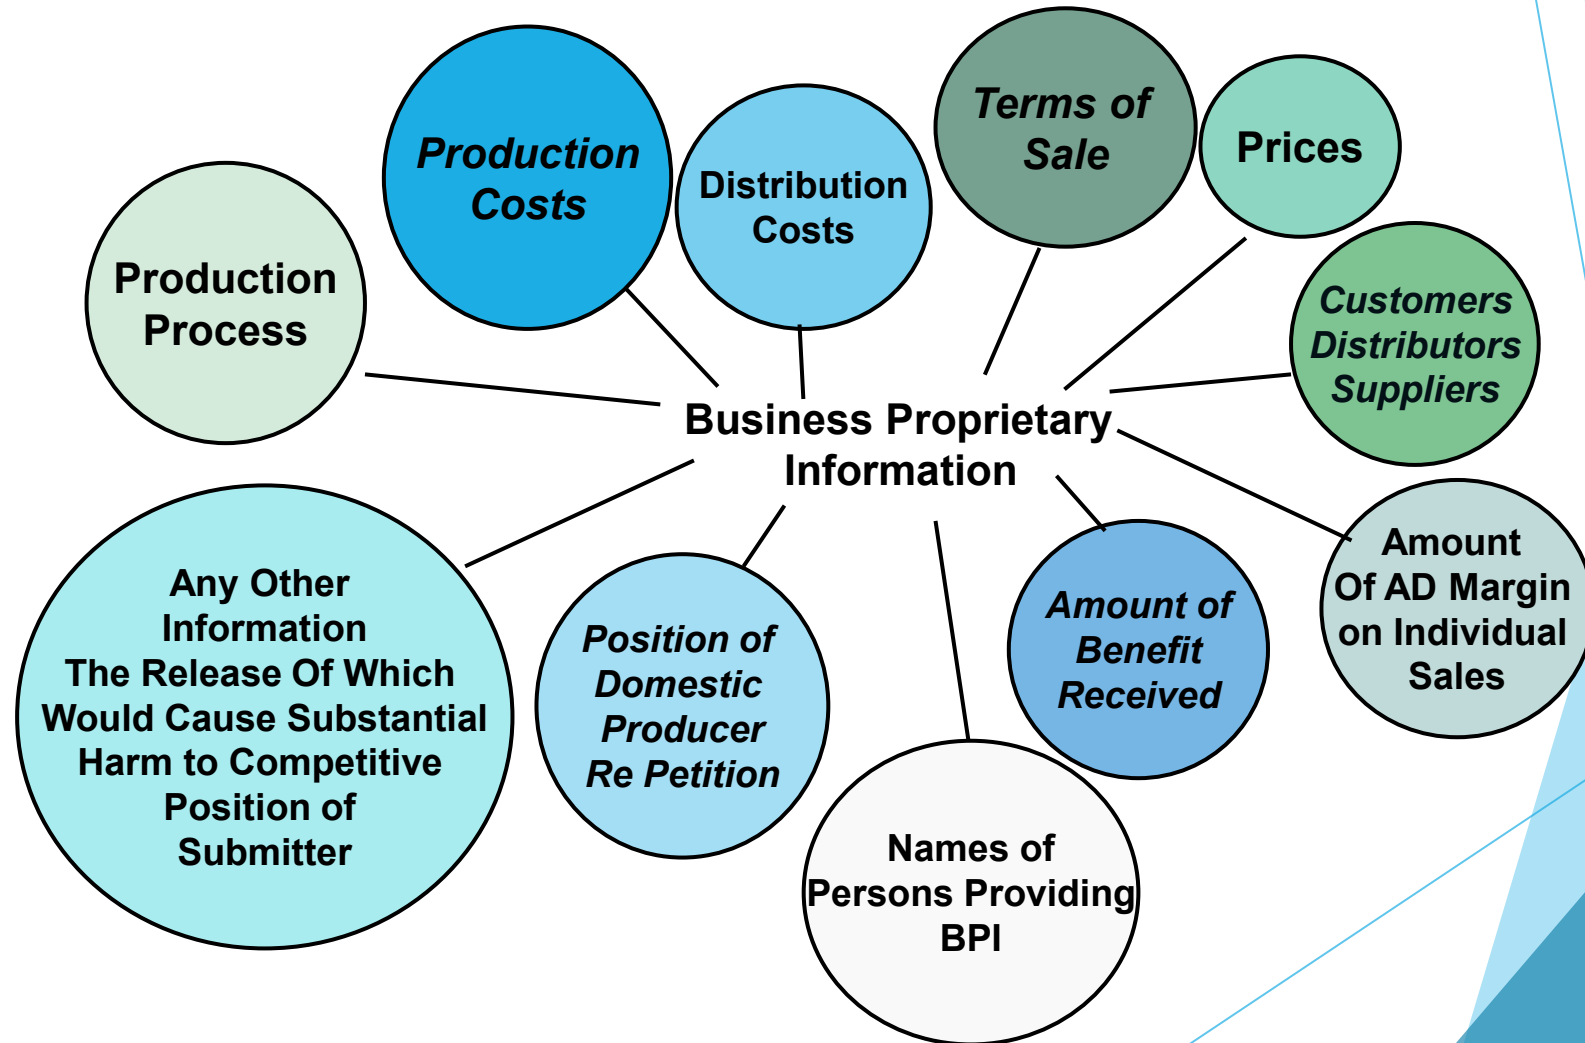 Production
Costs
Distribution
Costs
Terms of
Sale
Prices
Production
Process
Customers
Distributors
Suppliers
Business Proprietary
Information
Any Other
Information
The Release Of Which
Would Cause Substantial
Harm to Competitive
Position of
Submitter
Position of
Domestic
Producer
Re Petition
Names of
Persons Providing
BPI
Amount of
Benefit
Received
Amount
Of AD Margin
on Individual
Sales